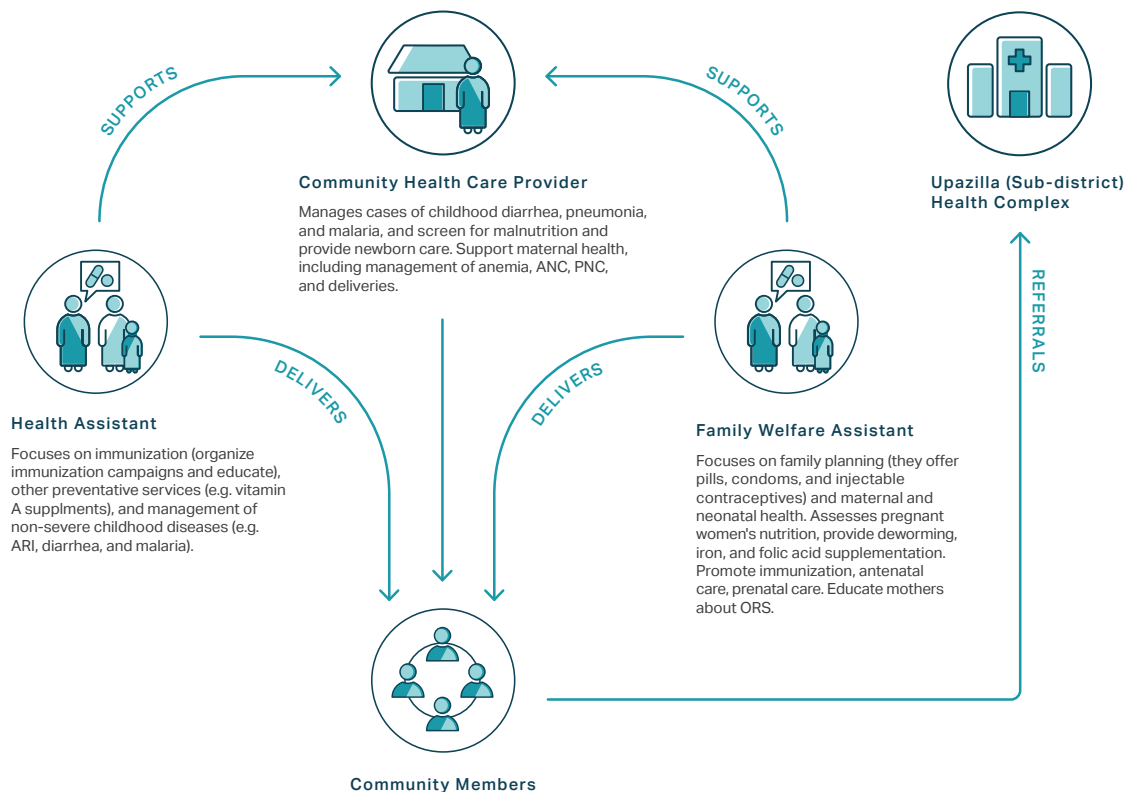 SUPPORTS
SUPPORTS
Community Health Care Provider
Manages cases of childhood diarrhea, pneumonia,
and malaria, and screen for malnutrition and
provide newborn care. Support maternal health,
including management of anemia, ANC, PNC,
and deliveries.
Upazilla (Sub-district)
Health Complex
REFERRALS
DELIVERS
DELIVERS
Health Assistant
Focuses on immunization (organize
immunization campaigns and educate),
other preventative services (e.g. vitamin
A supplments), and management of
non-severe childhood diseases (e.g.
ARI, diarrhea, and malaria).
Family Welfare Assistant
Focuses on family planning (they offer
pills, condoms, and injectable
contraceptives) and maternal and
neonatal health. Assesses pregnant
women's nutrition, provide deworming,
iron, and folic acid supplementation.
Promote immunization, antenatal
care, prenatal care. Educate mothers
about ORS.
Community Members